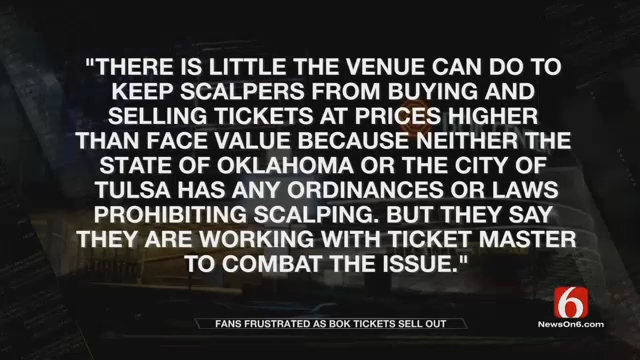 "THERE IS LITTLE THE VENUE CAN DO TO
KEEP SCALPERS FROM BUYING AND
SELLING TICKETS AT PRICES HIGHER
THAN FACE VALUE BECAUSE NEITHER THE
STATE OF OKLAHOMA OR THE CITY OF
TULSA HAS ANY ORDINANCES OR LAWS
PROHIBITING SCALPING. BUT THEY SAY
THEY ARE WORKING WITH TICKET MASTER
TO COMBAT THE ISSUE."
FANS FRUSTRATED AS BOK TICKETS SELL OUT
6
NewsOn6.com